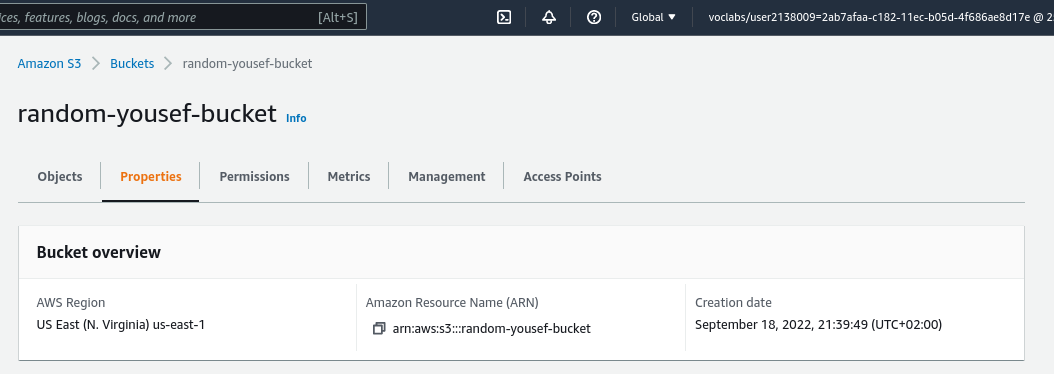 ces, features, blogs, docs, and more [Alt+S] Global voclabs/user2138009=2ab7afaa-c182-11ec-b05d-4f686ae8d17e @ 2
Amazon S3 Buckets random-yousef-bucket
random-yousef-bucket Info
Objects Properties Permissions Metrics Management Access Points
Bucket overview
AWS Region Amazon Resource Name (ARN) Creation date
US East (N. Virginia) us-east-1 arn:aws:s3:::random-yousef-bucket September 18, 2022, 21:39:49 (UTC+02:00)